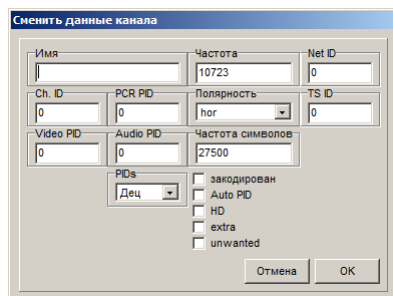 Сменить данные канала
Имя Частота Net ID
10723 0
Ch. ID PCR PID Полярность TS ID
0 0 hor 0
Video PID Audio PID Частота символов
0 0 27500
PIDs
Дец
закодирован
Auto PID
HD
extra
unwanted
Отмена OK